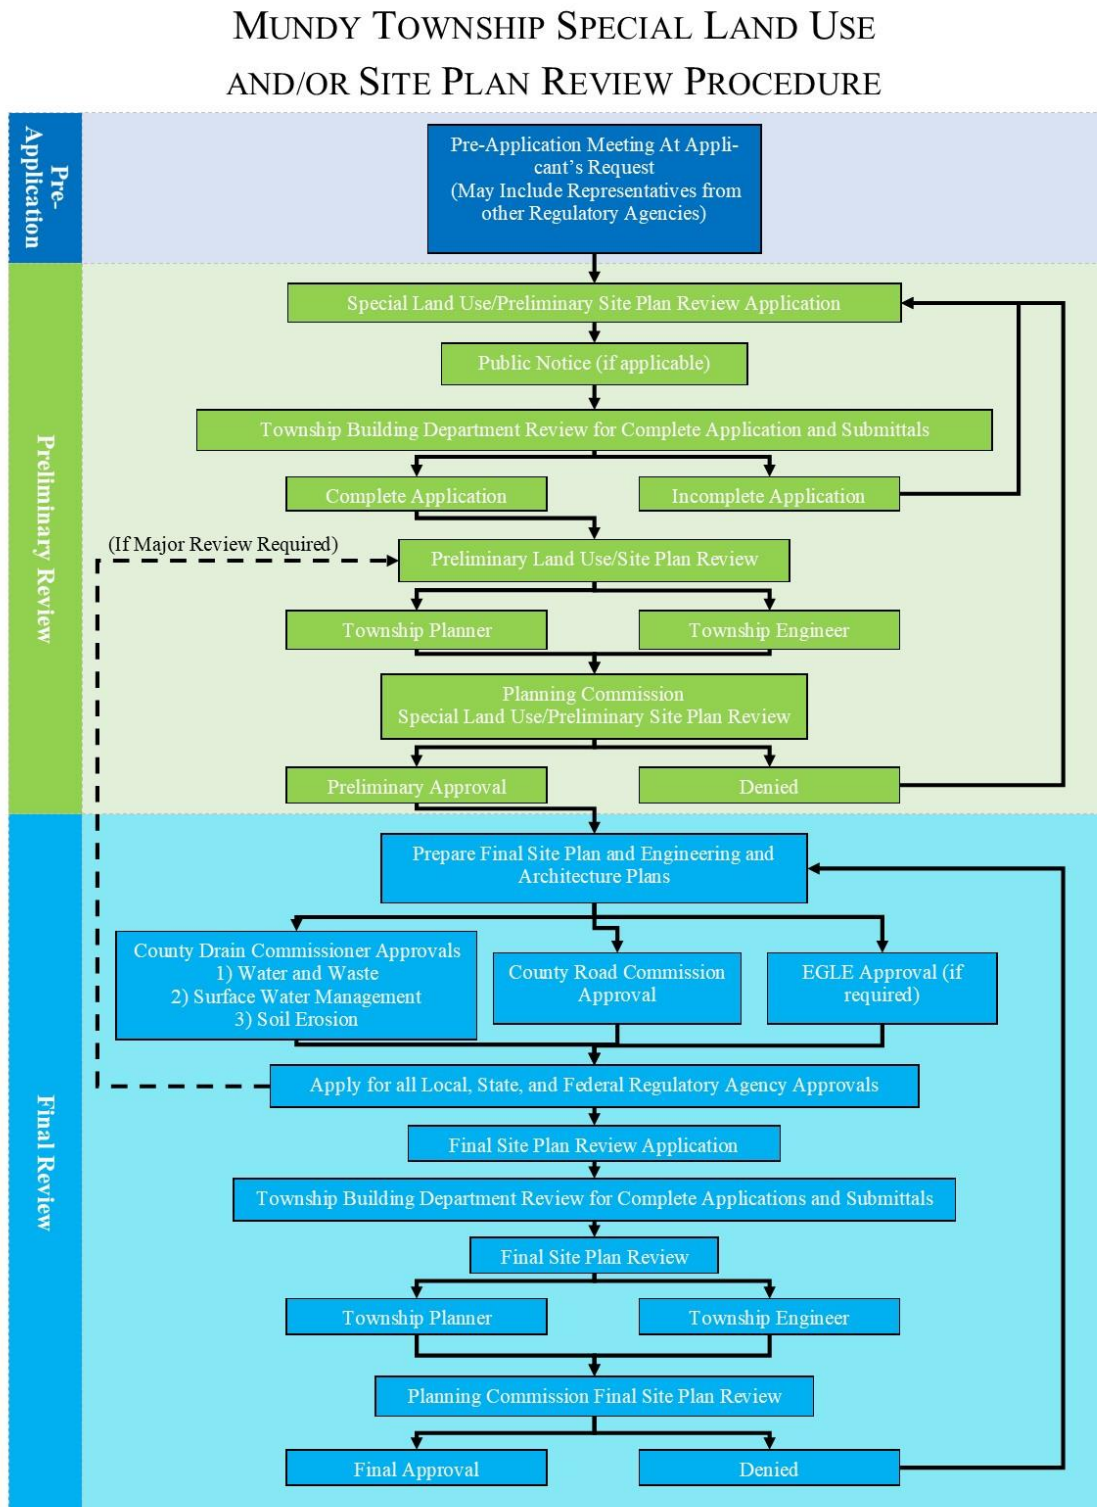 MUNDY TOWNSHIP SPECIAL LAND USE
AND/OR SITE PLAN REVIEW PROCEDURE
Pre-
Application
Pre-Application Meeting At Appli-
cant’s Request
(May Include Representatives from
other Regulatory Agencies)
Preliminary Review
Special Land Use/Preliminary Site Plan Review Application
Public Notice (if applicable)
Township Building Department Review for Complete Application and Submittals
Complete Application
Incomplete Application
(If Major Review Required)
Preliminary Land Use/Site Plan Review
Township Planner
Township Engineer
Planning Commission
Special Land Use/Preliminary Site Plan Review
Preliminary Approval
Denied
Final Review
Prepare Final Site Plan and Engineering and
Architecture Plans
County Drain Commissioner Approvals
1) Water and Waste
2) Surface Water Management
3) Soil Erosion
County Road Commission
Approval
EGLE Approval (if
required)
Apply for all Local, State, and Federal Regulatory Agency Approvals
Final Site Plan Review Application
Township Building Department Review for Complete Applications and Submittals
Final Site Plan Review
Township Planner
Township Engineer
Planning Commission Final Site Plan Review
Final Approval
Denied